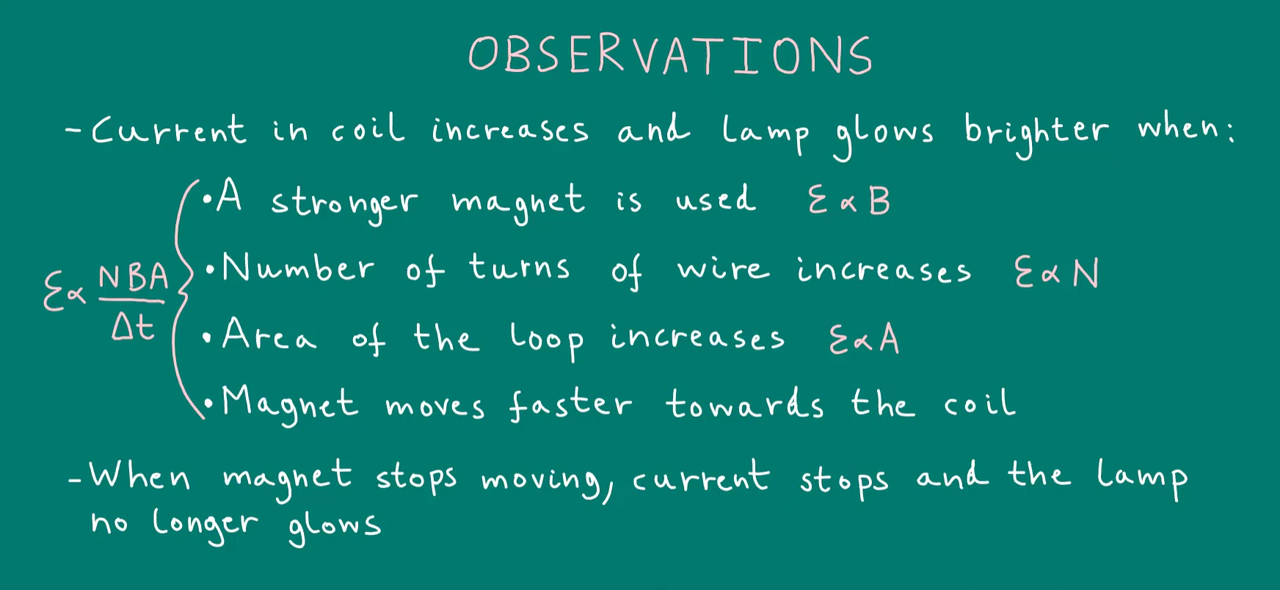 OBSERVATIONS
- Current in coil increases and lamp glows brighter when:
• A stronger magnet is used ℰ ∝ B
• Number of turns of wire increases ℰ ∝ N
ℰ ∝ NBA/Δt
• Area of the loop increases ℰ ∝ A
• Magnet moves faster towards the coil
- When magnet stops moving, current stops and the lamp
no longer glows